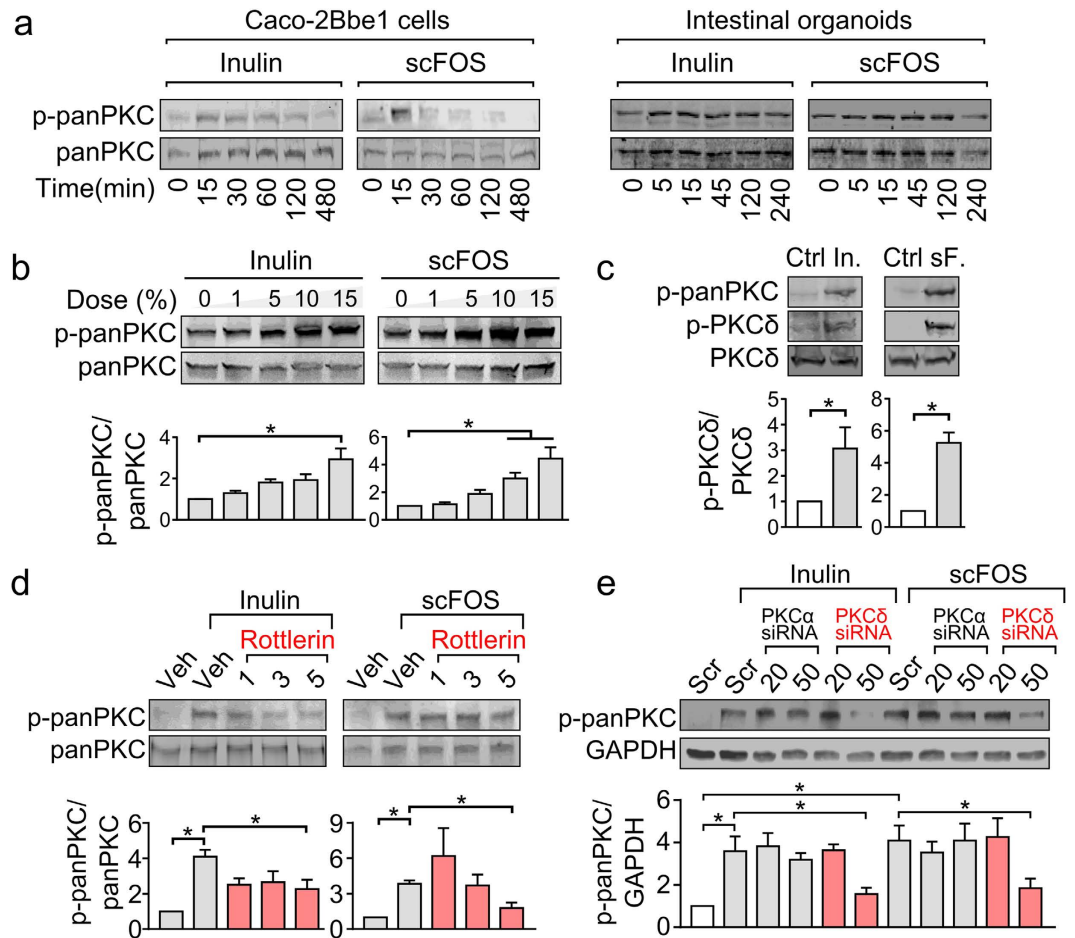 a
Caco-2Bbe1 cells
Intestinal organoids
Inulin
scFOS
Inulin
scFOS
p-panPKC
panPKC
Time(min)
0 15 30 60 120 480
0 15 30 60 120 480
0 5 15 45 120 240
0 5 15 45 120 240
b
Inulin
scFOS
Dose (%)
0 1 5 10 15
0 1 5 10 15
p-panPKC
panPKC
p-panPKC/
panPKC
4
2
0
*
6
4
2
0
*
c
Ctrl In.
Ctrl sF.
p-panPKC
p-PKCδ
PKCδ
p-PKCδ/
PKCδ
5
4
3
2
1
0
*
8
6
4
2
0
*
d
Inulin
scFOS
Rottlerin
Rottlerin
Veh Veh 1 3 5
Veh Veh 1 3 5
p-panPKC
panPKC
p-panPKC/
panPKC
6
4
2
0
* *
9
6
3
0
* *
e
Inulin
scFOS
PKCα
siRNA
PKCδ
siRNA
PKCα
siRNA
PKCδ
siRNA
Scr Scr 20 50 20 50 Scr 20 50 20 50
p-panPKC
GAPDH
p-panPKC/
GAPDH
6
4
2
0
*
* * *